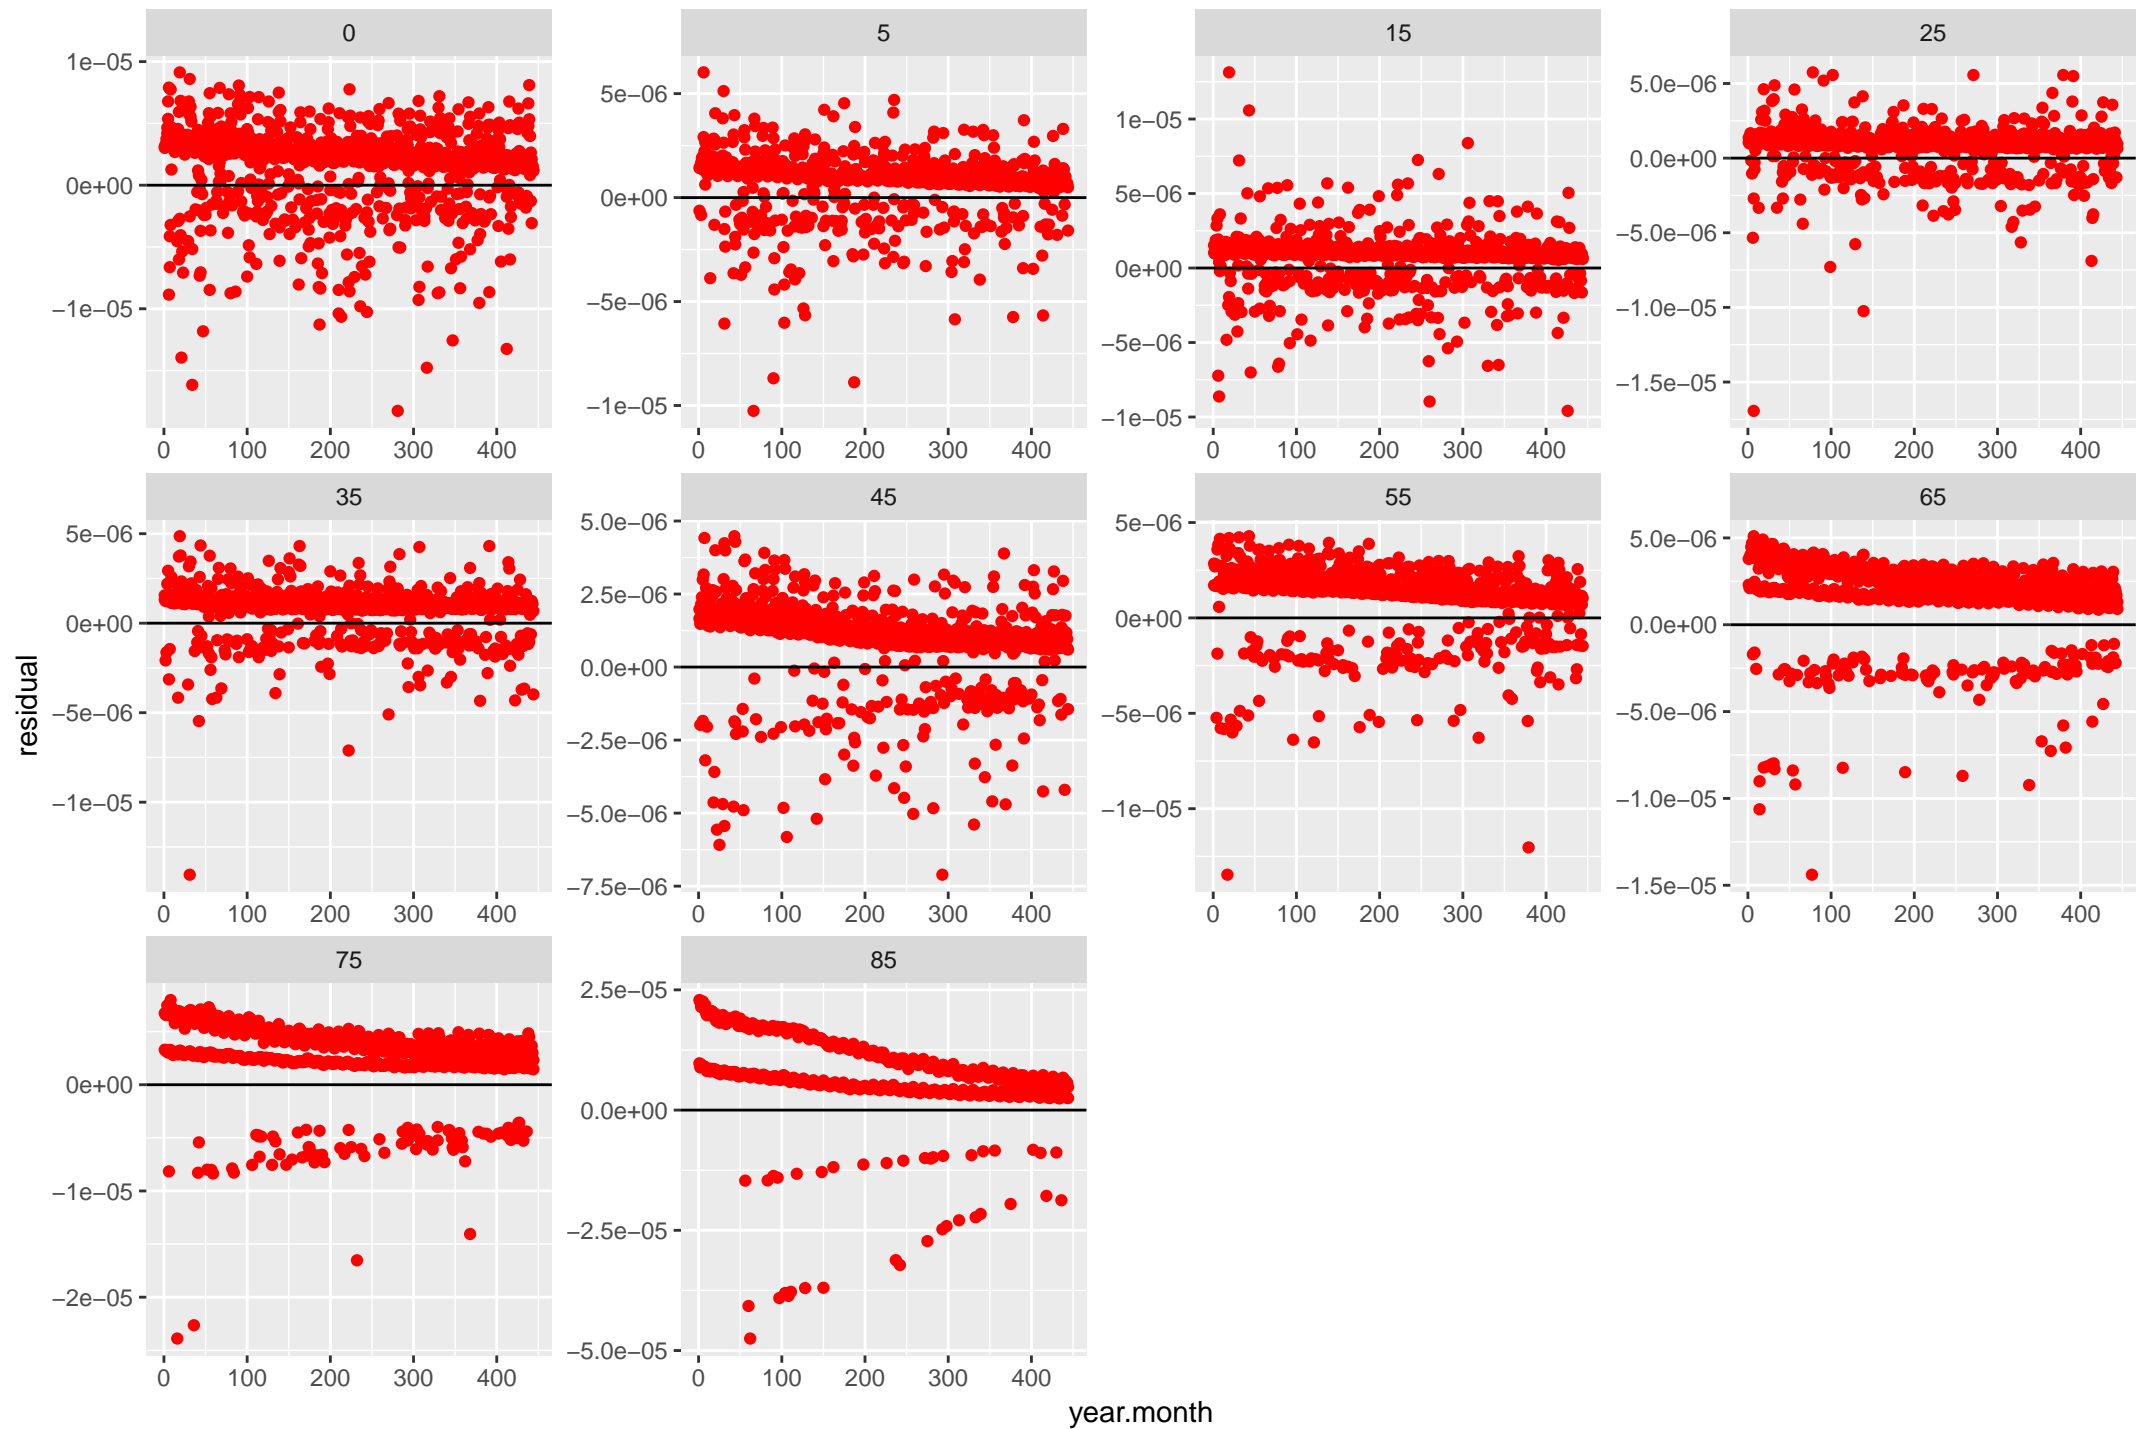 0 5 15 25
1e−05 0e+00 −1e−05
5e−06 0e+00 −5e−06 −1e−05
1e−05 5e−06 0e+00 −5e−06 −1e−05
5.0e−06 0.0e+00 −5.0e−06 −1.0e−05 −1.5e−05
0 100 200 300 400 0 100 200 300 400 0 100 200 300 400 0 100 200 300 400
35 45 55 65
5e−06 0e+00 −5e−06 −1e−05
5.0e−06 2.5e−06 0.0e+00 −2.5e−06 −5.0e−06 −7.5e−06
5e−06 0e+00 −5e−06 −1e−05
5.0e−06 0.0e+00 −5.0e−06 −1.0e−05 −1.5e−05
residual
0 100 200 300 400 0 100 200 300 400 0 100 200 300 400 0 100 200 300 400
75 85
0e+00 −1e−05 −2e−05
2.5e−05 0.0e+00 −2.5e−05 −5.0e−05
0 100 200 300 400 0 100 200 300 400
year.month